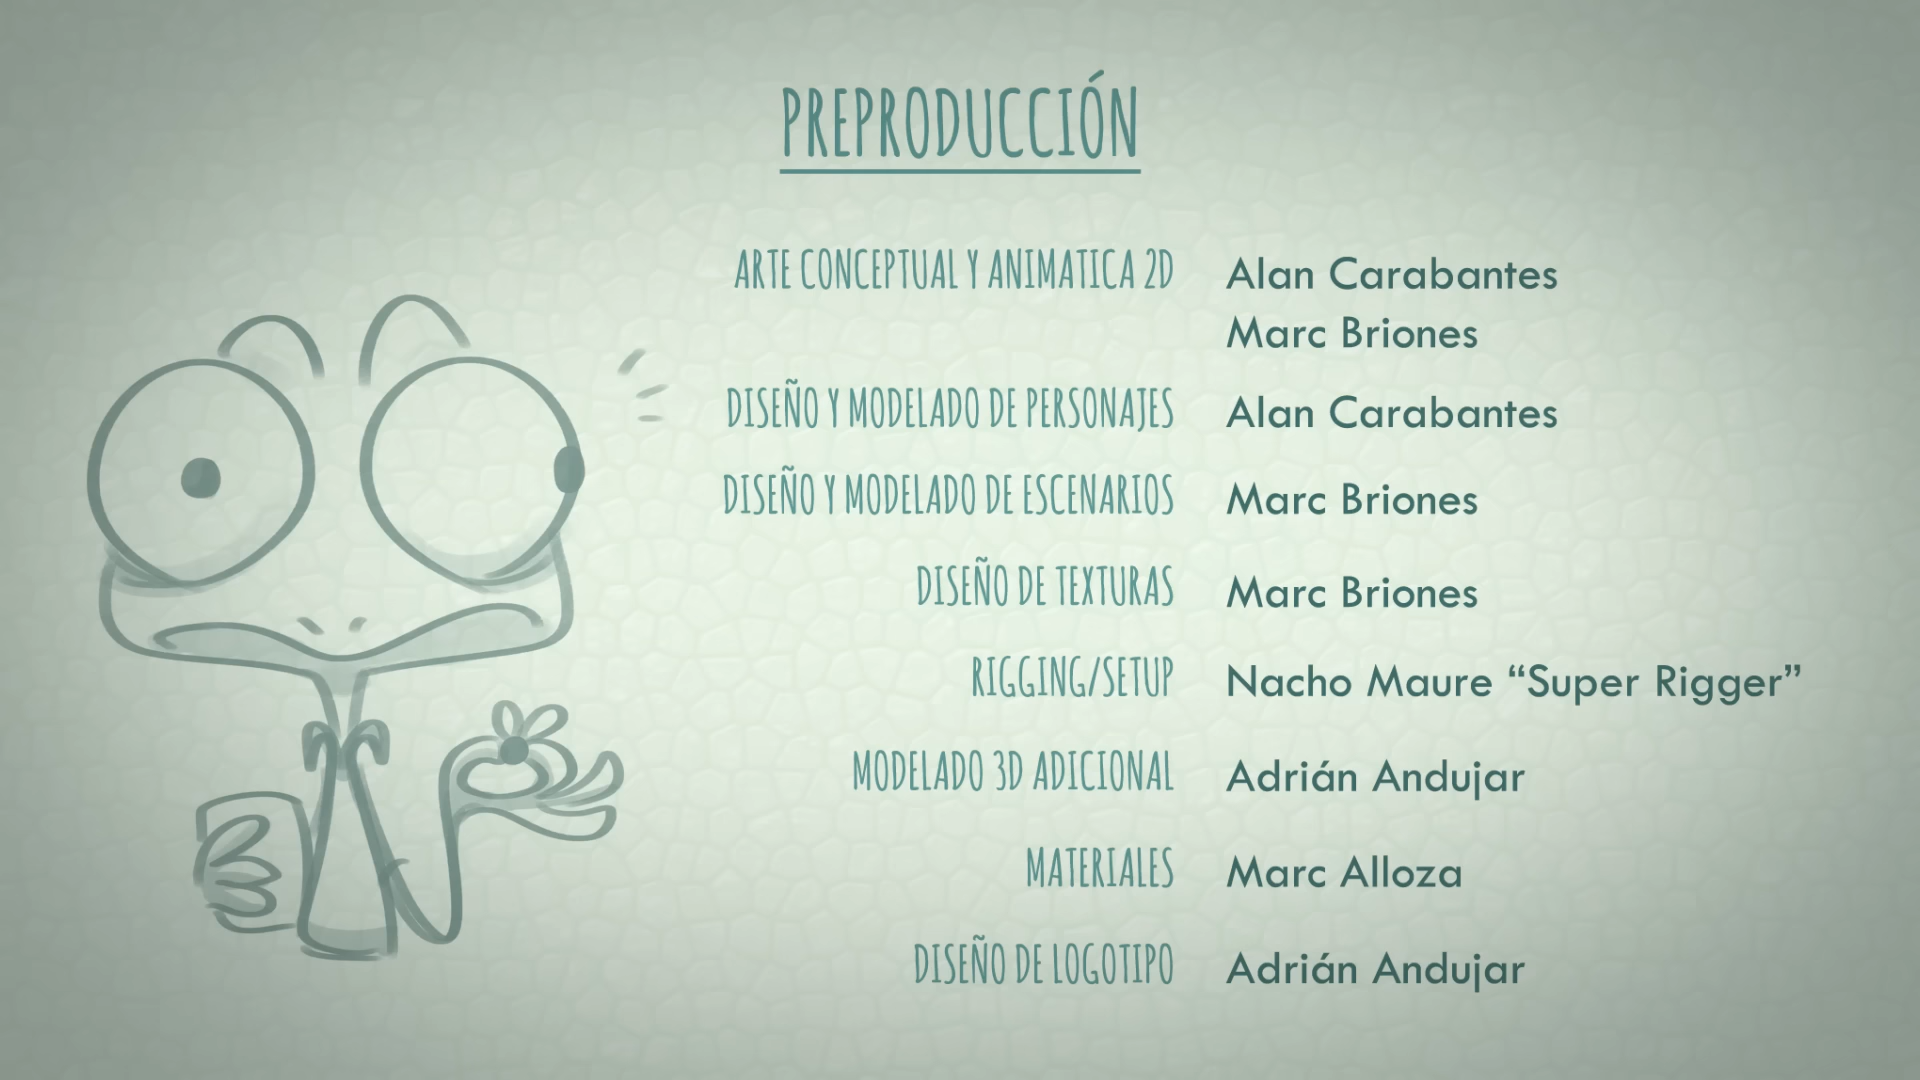 PREPRODUCCIÓN
ARTE CONCEPTUAL Y ANIMATICA 2D Alan Carabantes
Marc Briones
DISEÑO Y MODELADO DE PERSONAJES Alan Carabantes
DISEÑO Y MODELADO DE ESCENARIOS Marc Briones
DISEÑO DE TEXTURAS Marc Briones
RIGGING/SETUP Nacho Maure “Super Rigger”
MODELADO 3D ADICIONAL Adrián Andujar
MATERIALES Marc Alloza
DISEÑO DE LOGOTIPO Adrián Andujar